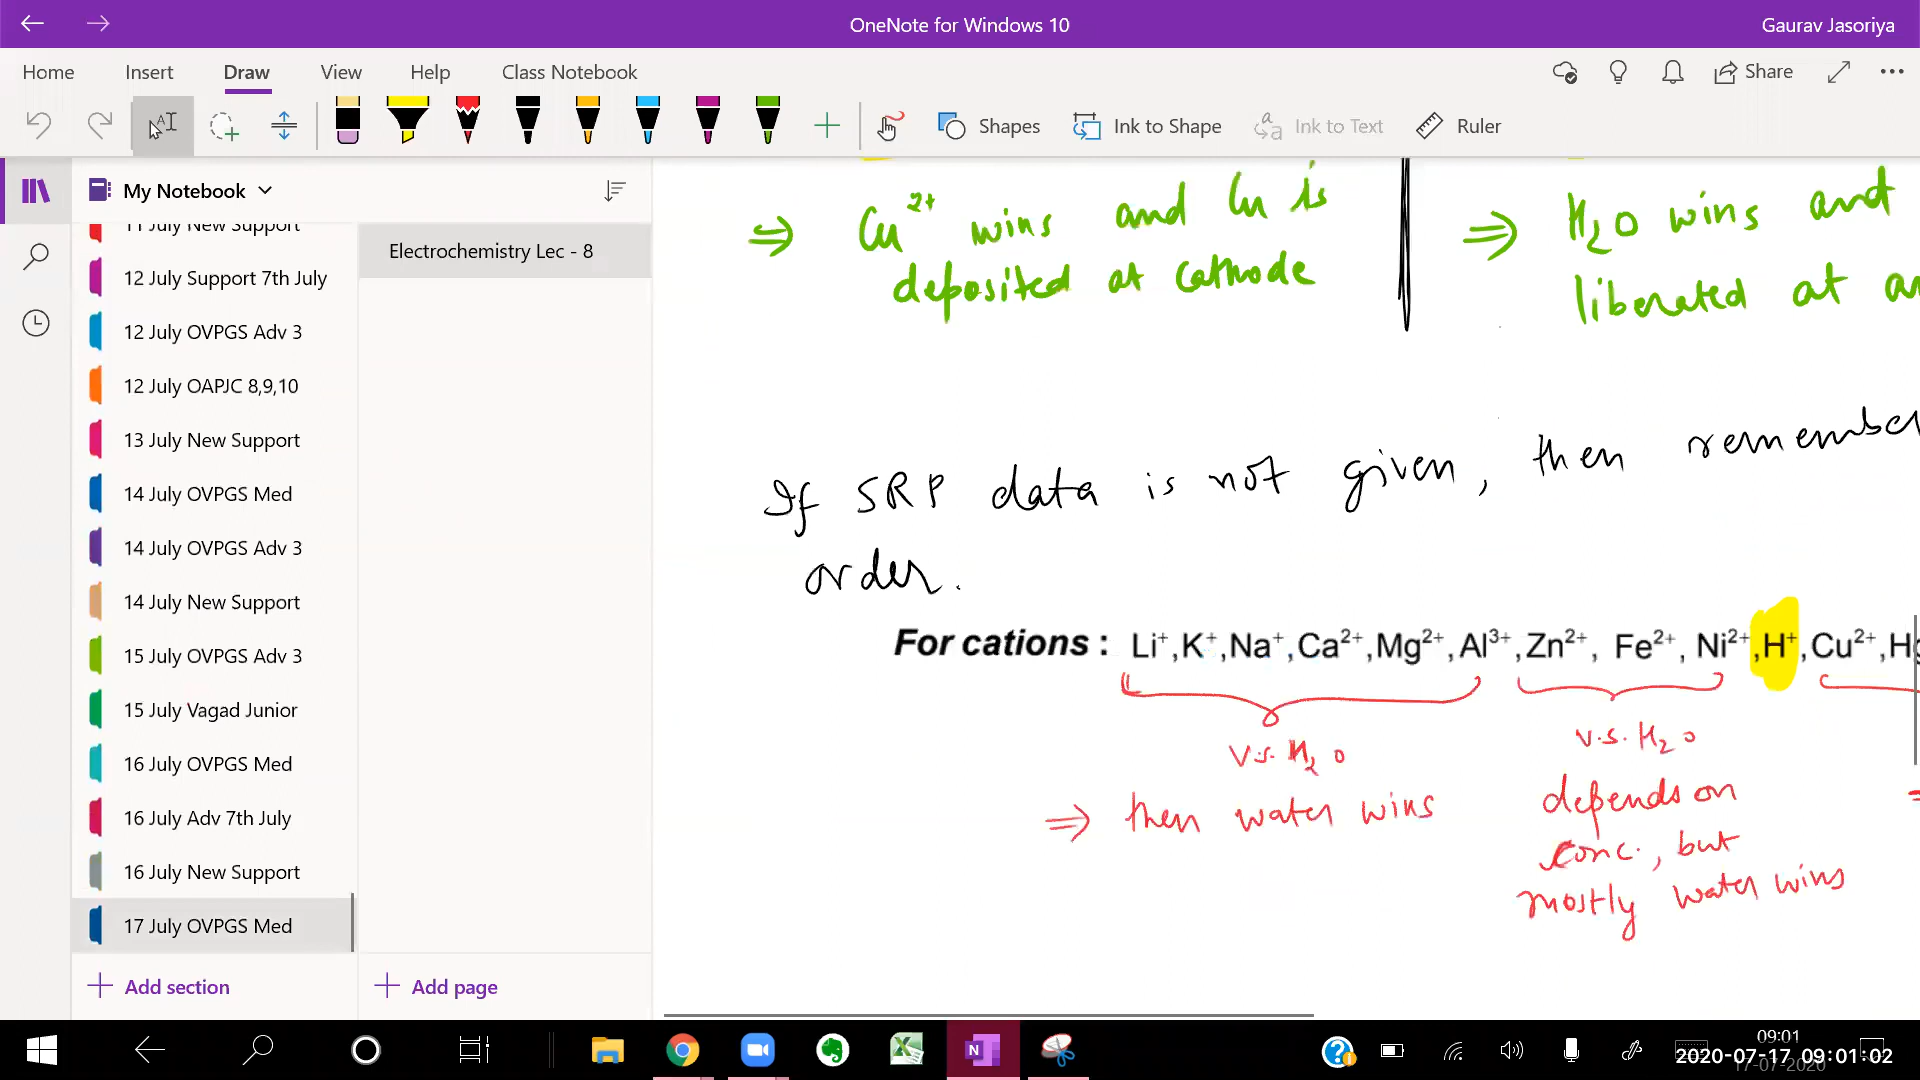 OneNote for Windows 10
Gaurav Jasoriya
Home Insert Draw View Help Class Notebook
Share
Shapes Ink to Shape Ink to Text Ruler
My Notebook
11 July New Support
12 July Support 7th July
12 July OVPGS Adv 3
12 July OAPJC 8,9,10
13 July New Support
14 July OVPGS Med
14 July OVPGS Adv 3
14 July New Support
15 July OVPGS Adv 3
15 July Vagad Junior
16 July OVPGS Med
16 July Adv 7th July
16 July New Support
17 July OVPGS Med
Add section
Electrochemistry Lec - 8
Add page
⇒ Cu²⁺ wins and Cu is
deposited at cathode
⇒ H₂O wins and
liberated at
If SRP data is not given, then remember
order.
For cations : Li⁺,K⁺,Na⁺,Ca²⁺,Mg²⁺,Al³⁺,Zn²⁺, Fe²⁺, Ni²⁺,H⁺,Cu²⁺,
v.s. H₂O
⇒ then water wins
v.s. H₂O
depends on
conc., but
mostly water wins
09:01
2020-07-17 09:01:02
17-07-2020